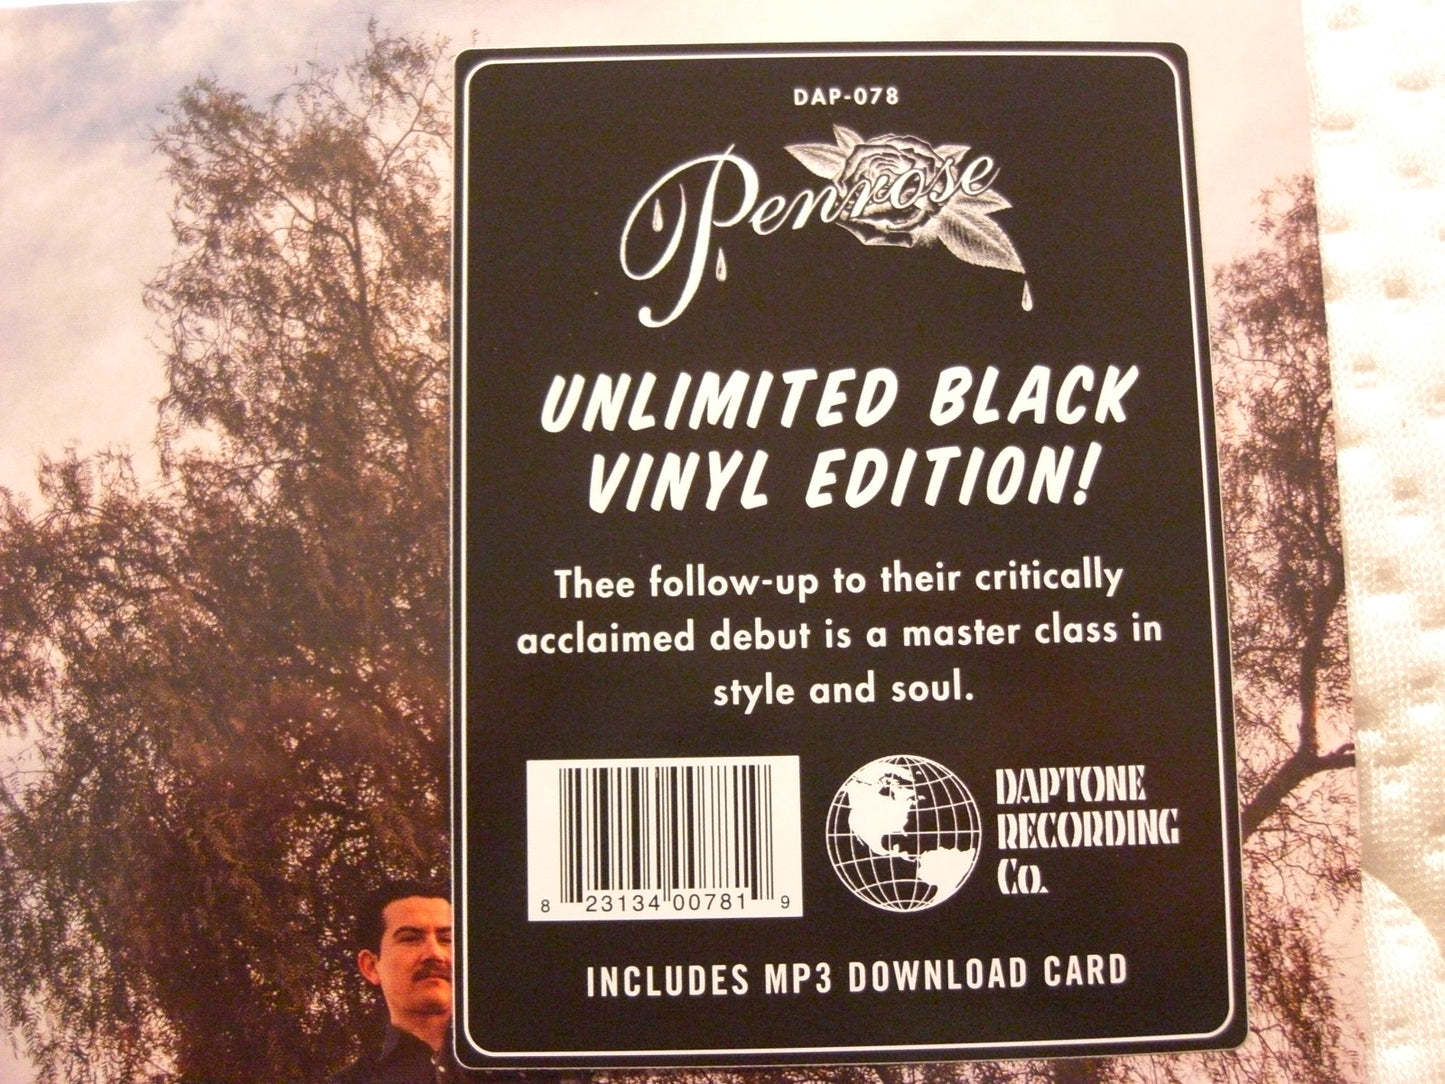 DAP-078
Penrose
UNLIMITED BLACK
VINYL EDITION!
Thee follow-up to their critically
acclaimed debut is a master class in
style and soul.
8 23134 00781 9
DAPTONE
RECORDING
Co.
INCLUDES MP3 DOWNLOAD CARD